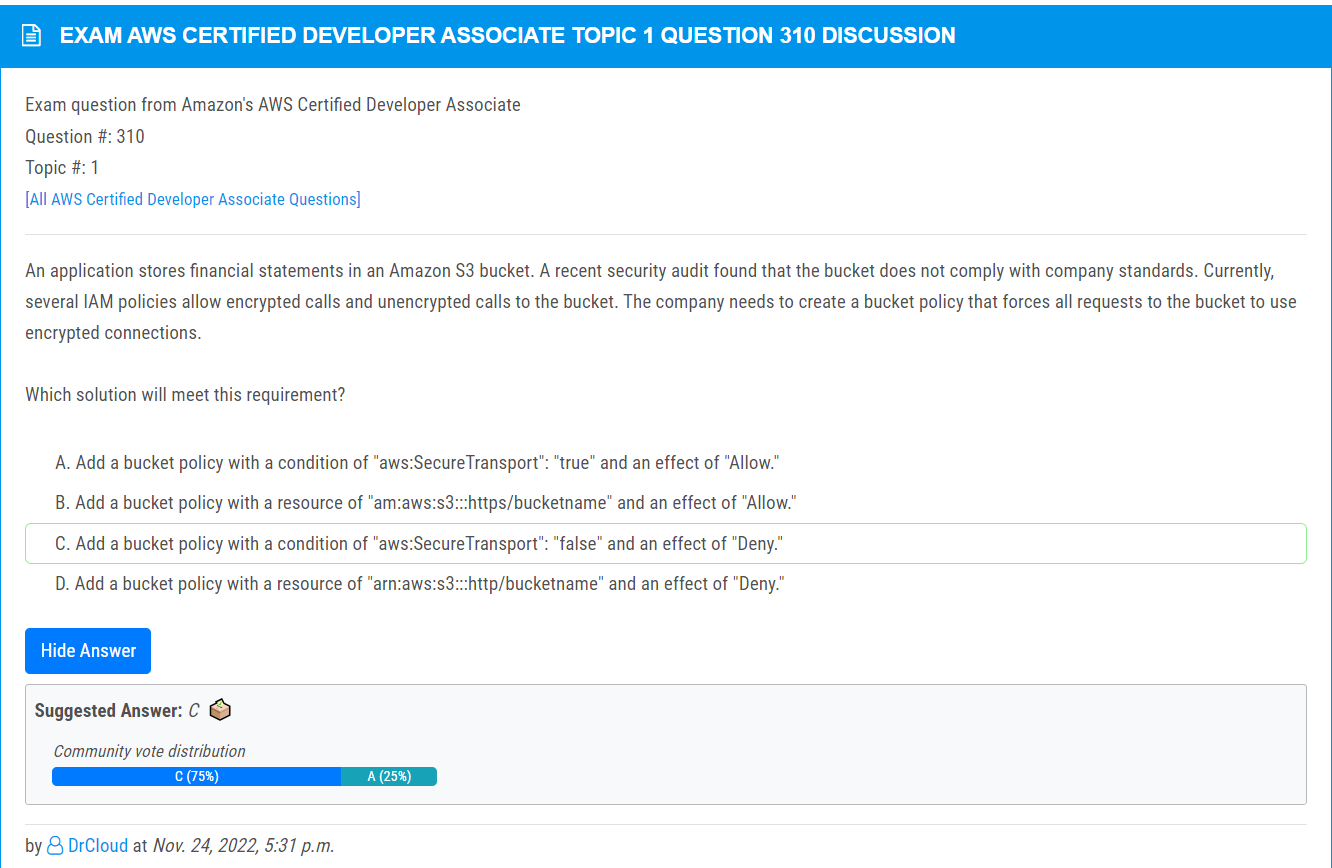 EXAM AWS CERTIFIED DEVELOPER ASSOCIATE TOPIC 1 QUESTION 310 DISCUSSION
Exam question from Amazon's AWS Certified Developer Associate
Question #: 310
Topic #: 1
[All AWS Certified Developer Associate Questions]
An application stores financial statements in an Amazon S3 bucket. A recent security audit found that the bucket does not comply with company standards. Currently,
several IAM policies allow encrypted calls and unencrypted calls to the bucket. The company needs to create a bucket policy that forces all requests to the bucket to use
encrypted connections.
Which solution will meet this requirement?
A. Add a bucket policy with a condition of "aws:SecureTransport": "true" and an effect of "Allow."
B. Add a bucket policy with a resource of "am:aws:s3:::https/bucketname" and an effect of "Allow."
C. Add a bucket policy with a condition of "aws:SecureTransport": "false" and an effect of "Deny."
D. Add a bucket policy with a resource of "arn:aws:s3:::http/bucketname" and an effect of "Deny."
Hide Answer
Suggested Answer: C
Community vote distribution
C (75%) A (25%)
by DrCloud at Nov. 24, 2022, 5:31 p.m.